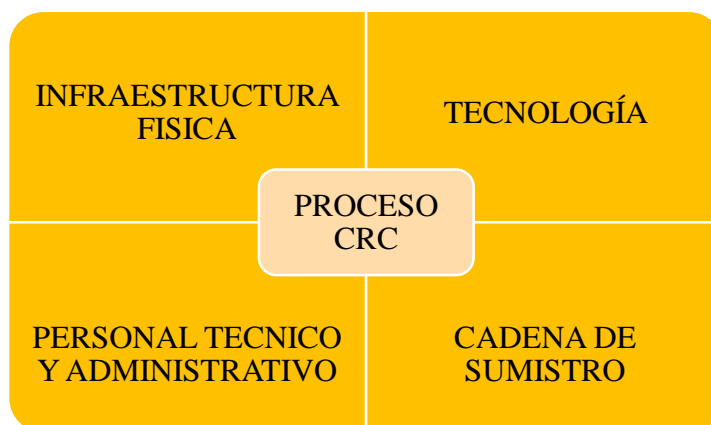 INFRAESTRUCTURA
FISICA
TECNOLOGÍA
PROCESO
CRC
PERSONAL TECNICO
Y ADMINISTRATIVO
CADENA DE
SUMISTRO